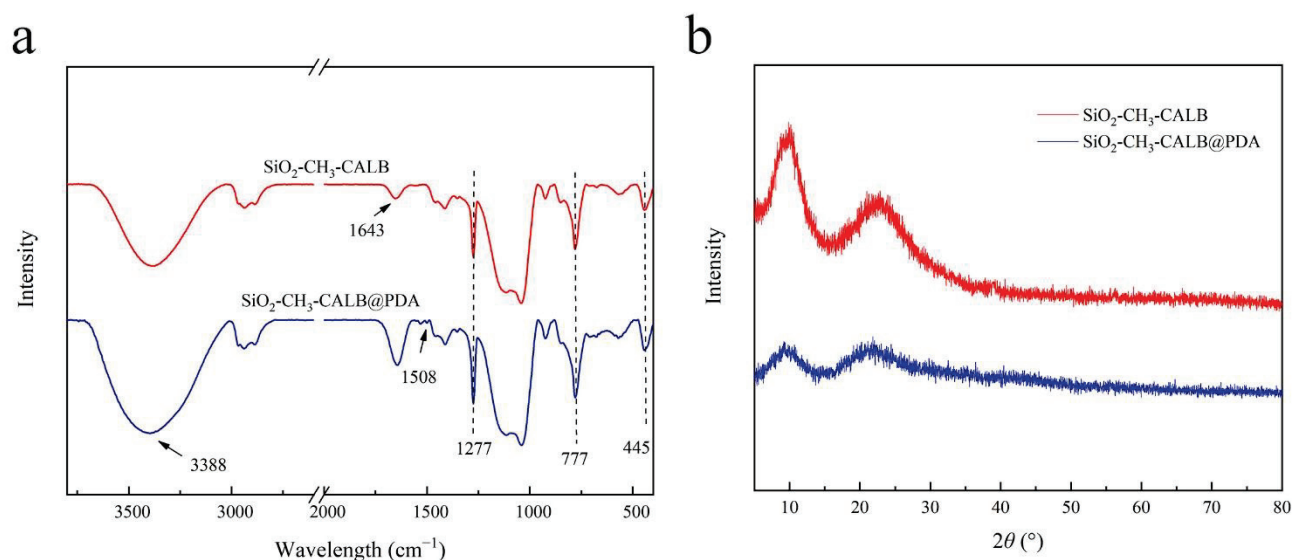 a
SiO₂-CH₃-CALB
1643
SiO₂-CH₃-CALB@PDA
1508
3388
1277
777
445
Intensity
3500 3000 2000 1500 1000 500
Wavelength (cm⁻¹)
b
SiO₂-CH₃-CALB
SiO₂-CH₃-CALB@PDA
Intensity
10 20 30 40 50 60 70 80
2θ (°)